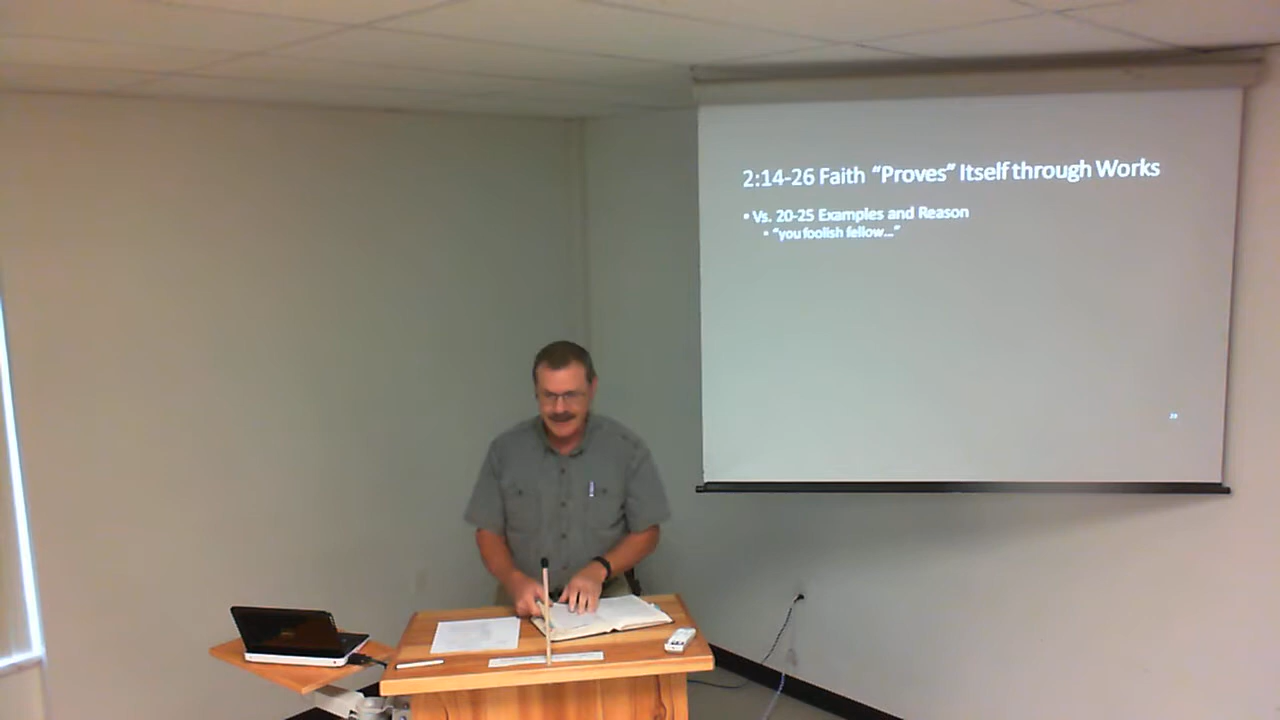 2:14-26 Faith “Proves” Itself through Works
• Vs. 20-25 Examples and Reason
• “you foolish fellow…”